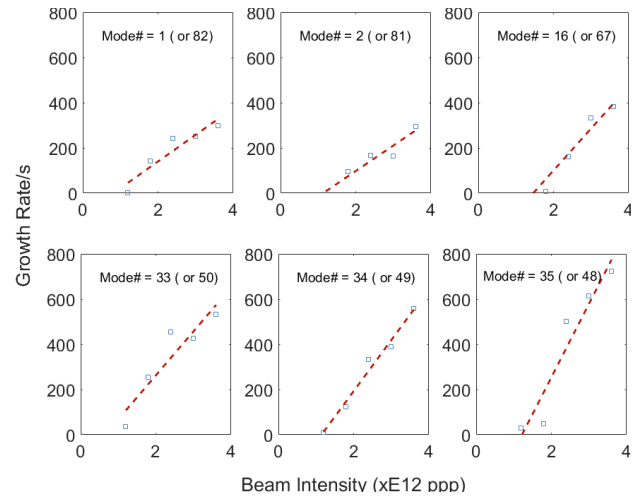 800
600
400
200
0
0 2 4
Mode# = 1 ( or 82)
800
600
400
200
0
0 2 4
Mode# = 2 ( or 81)
800
600
400
200
0
0 2 4
Mode# = 16 ( or 67)
Growth Rate/s
800
600
400
200
0
0 2 4
Mode# = 33 ( or 50)
800
600
400
200
0
0 2 4
Mode# = 34 ( or 49)
800
600
400
200
0
0 2 4
Mode# = 35 ( or 48)
Beam Intensity (xE12 ppp)